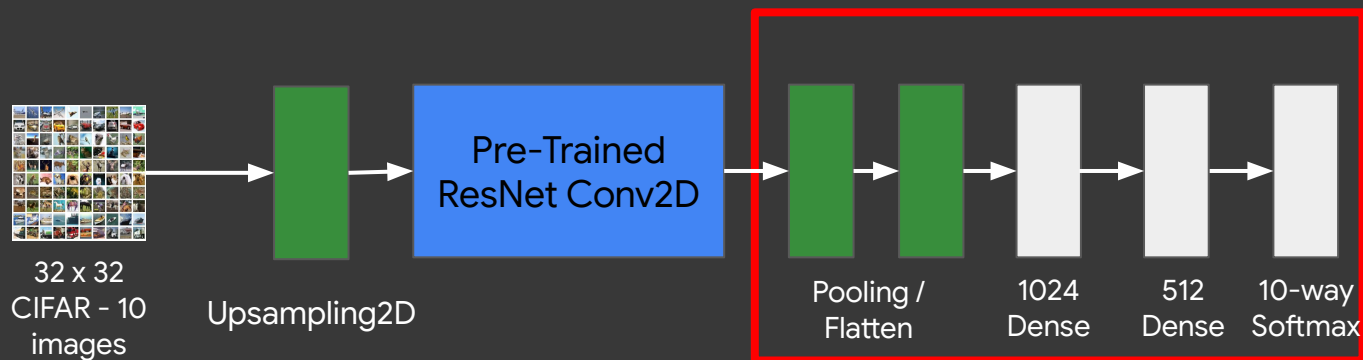 32 x 32
CIFAR - 10
images
Upsampling2D
Pre-Trained
ResNet Conv2D
Pooling /
Flatten
1024
Dense
512
Dense
10-way
Softmax